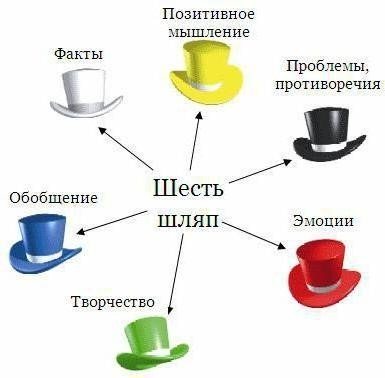 Позитивное
мышление
Факты
Проблемы,
противоречия
Шесть
шляп
Обобщение
Эмоции
Творчество